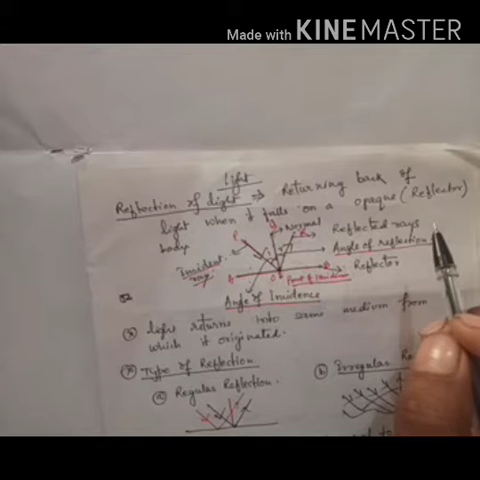 Made with KINEMASTER
Light
Reflection of light ⇒ Returning back of
light when it falls on a opaque (Reflector)
body
Normal
Reflected rays
Incident rays
Angle of reflection
Point of Incidence
Reflector
Angle of Incidence
light returns into same medium from
which it originated.
Type of Reflection
(a) Regular Reflection.
(b) Irregular Re